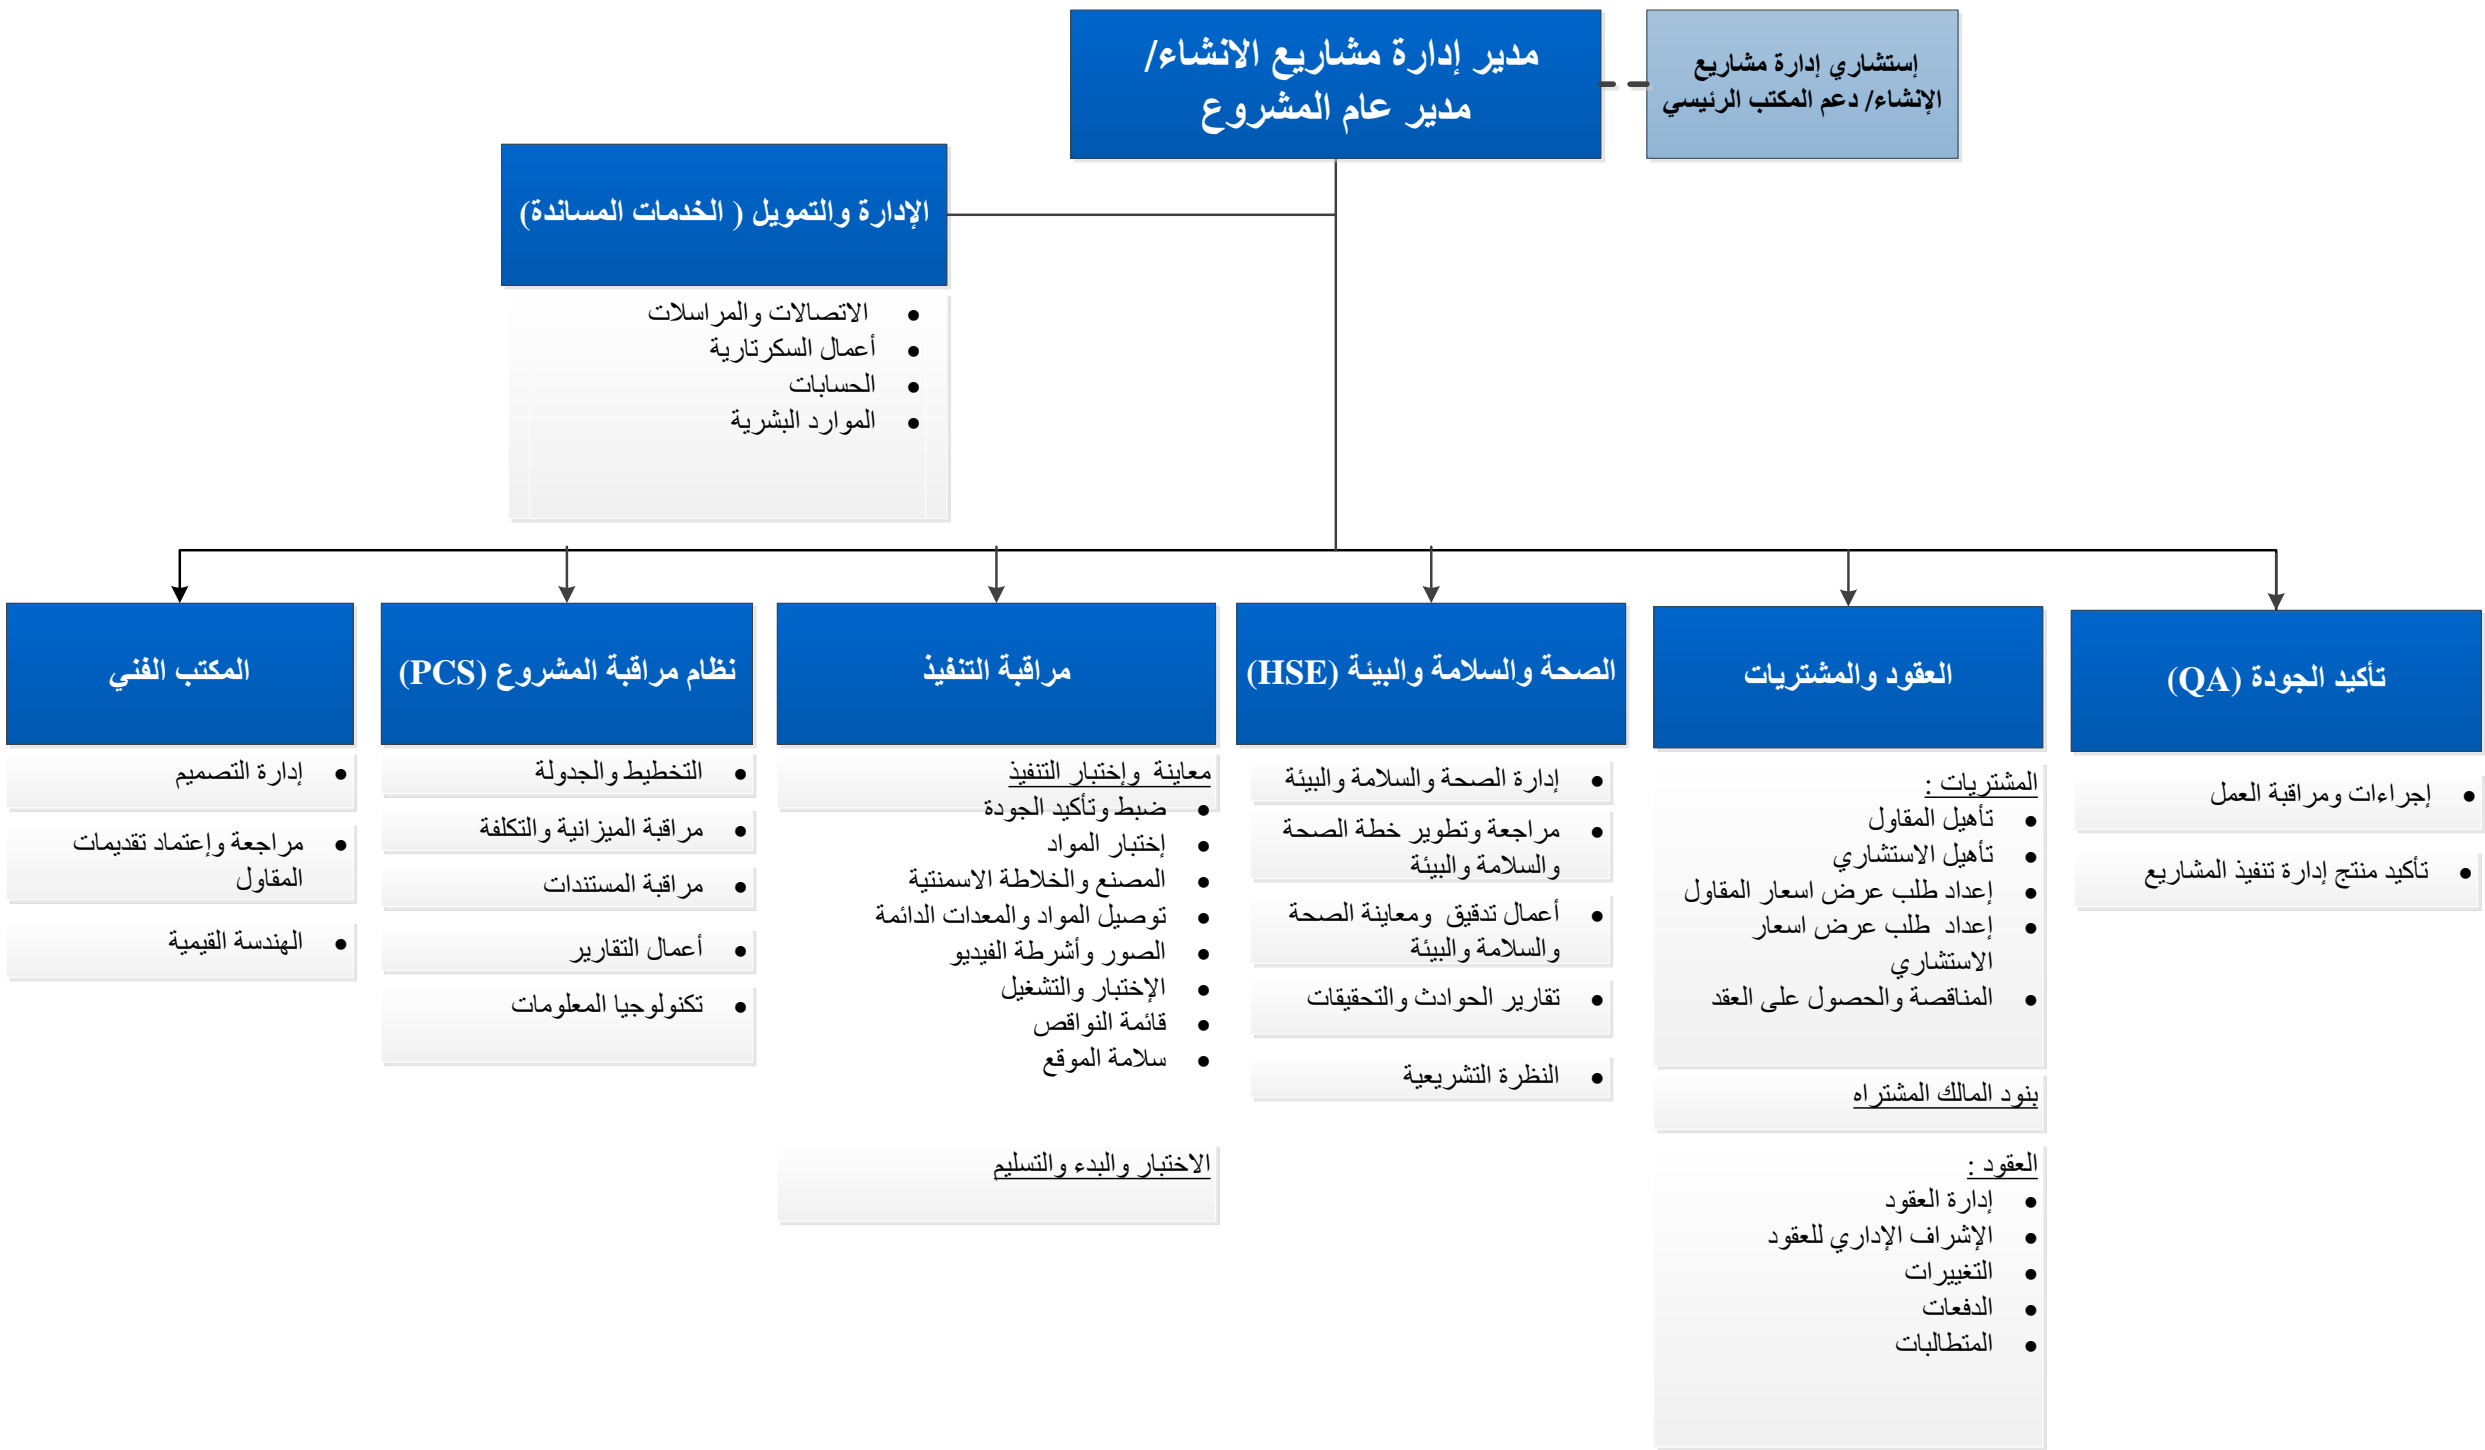 مدير إدارة مشاريع الانشاء/
مدير عام المشروع
إستشاري إدارة مشاريع
الإنشاء/ دعم المكتب الرئيسي
الإدارة والتمويل ( الخدمات المساندة)
• الاتصالات والمراسلات
• أعمال السكرتارية
• الحسابات
• الموارد البشرية
تأكيد الجودة (QA)
• إجراءات ومراقبة العمل
• تأكيد منتج إدارة تنفيذ المشاريع
العقود والمشتريات
المشتريات :
• تأهيل المقاول
• تأهيل الاستشاري
• إعداد طلب عرض اسعار المقاول
• إعداد طلب عرض اسعار
الاستشاري
• المناقصة والحصول على العقد
بنود المالك المشتراه
العقود :
• إدارة العقود
• الإشراف الإداري للعقود
• التغييرات
• الدفعات
• المتطالبات
الصحة والسلامة والبيئة (HSE)
• إدارة الصحة والسلامة والبيئة
• مراجعة وتطوير خطة الصحة
والسلامة والبيئة
• أعمال تدقيق ومعاينة الصحة
والسلامة والبيئة
• تقارير الحوادث والتحقيقات
• النظرة التشريعية
مراقبة التنفيذ
معاينة وإختبار التنفيذ
• ضبط وتأكيد الجودة
• إختبار المواد
• المصنع والخلاطة الاسمنتية
• توصيل المواد والمعدات الدائمة
• الصور وأشرطة الفيديو
• الإختبار والتشغيل
• قائمة النواقص
• سلامة الموقع
الاختبار والبدء والتسليم
نظام مراقبة المشروع (PCS)
• التخطيط والجدولة
• مراقبة الميزانية والتكلفة
• مراقبة المستندات
• أعمال التقارير
• تكنولوجيا المعلومات
المكتب الفني
• إدارة التصميم
• مراجعة وإعتماد تقديمات
المقاول
• الهندسة القيمية